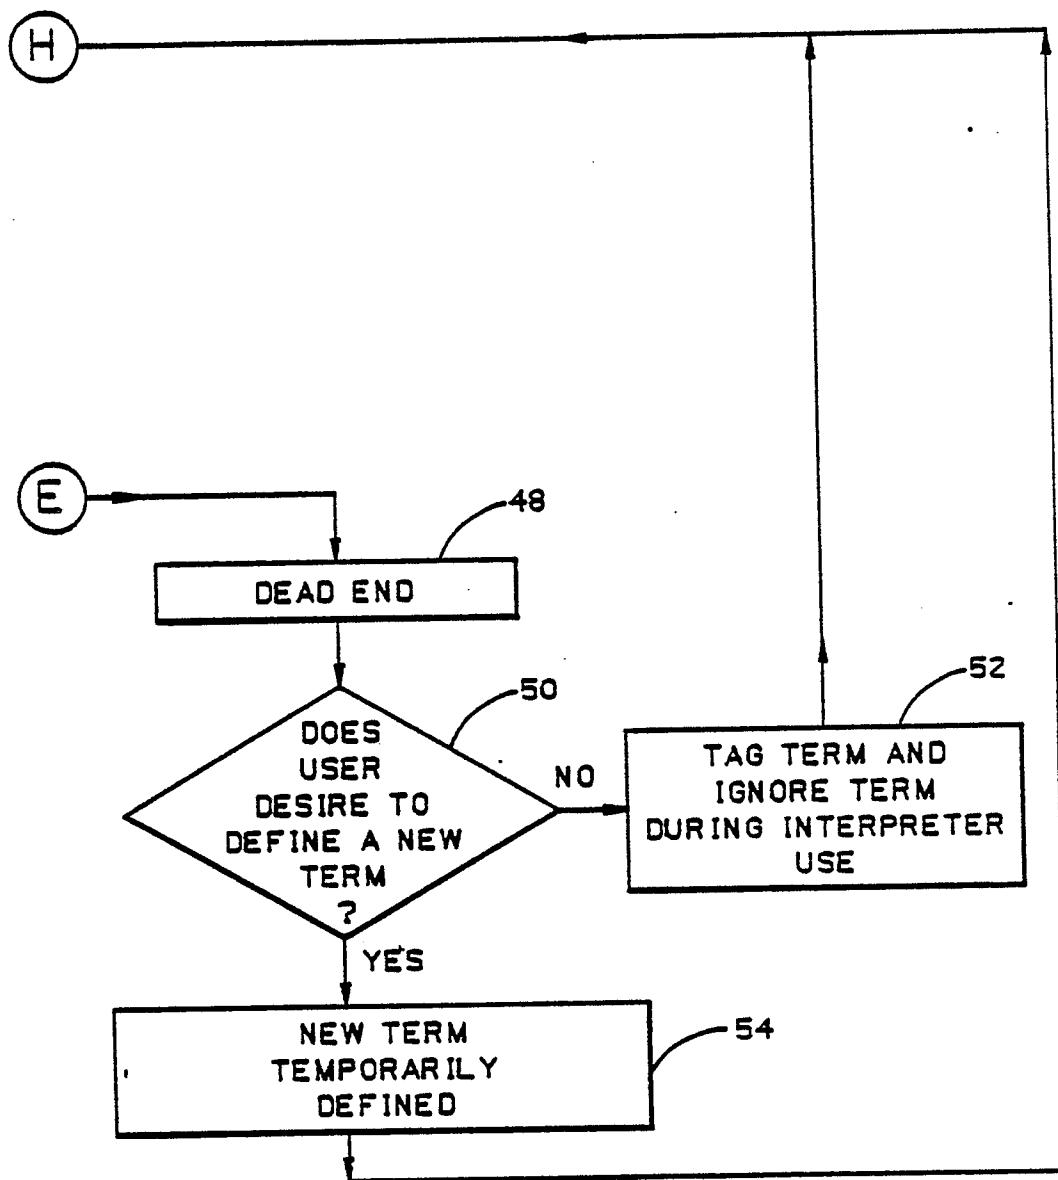 H
E
48
DEAD END
50
DOES
USER
DESIRE TO
DEFINE A NEW
TERM
?
NO
52
TAG TERM AND
IGNORE TERM
DURING INTERPRETER
USE
YES
NEW TERM
TEMPORARILY
DEFINED
54